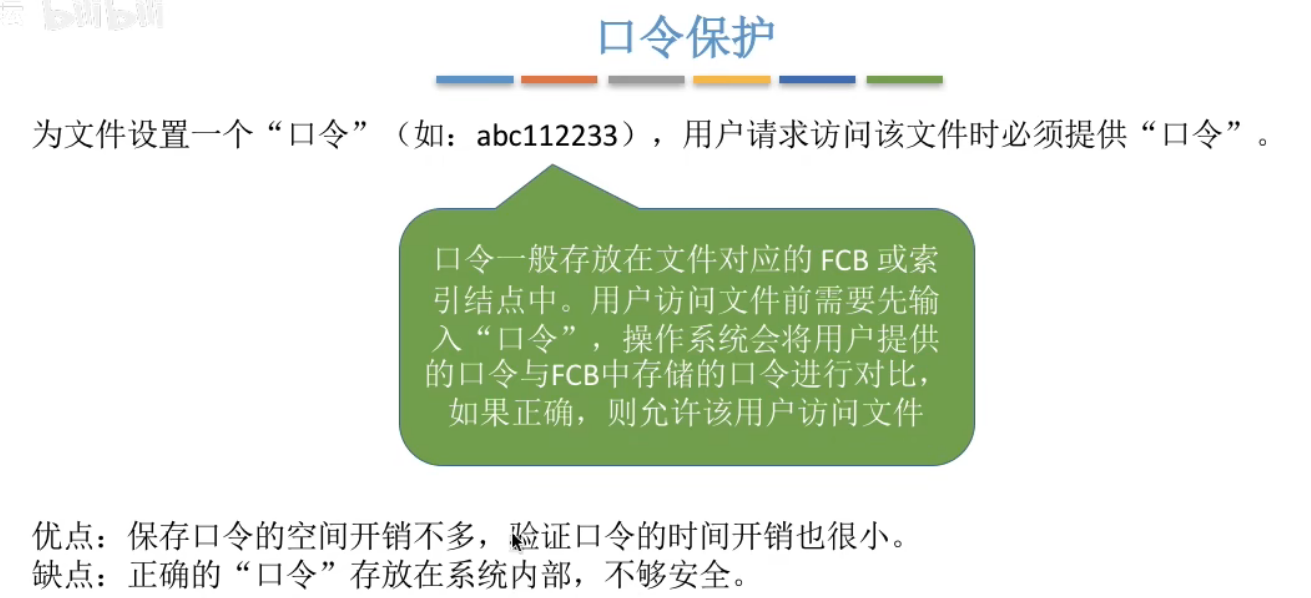 bilibili
口令保护
为文件设置一个“口令”（如：abc112233），用户请求访问该文件时必须提供“口令”。
口令一般存放在文件对应的 FCB 或索
引结点中。用户访问文件前需要先输
入“口令”，操作系统会将用户提供
的口令与FCB中存储的口令进行对比，
如果正确，则允许该用户访问文件
优点：保存口令的空间开销不多，验证口令的时间开销也很小。
缺点：正确的“口令”存放在系统内部，不够安全。